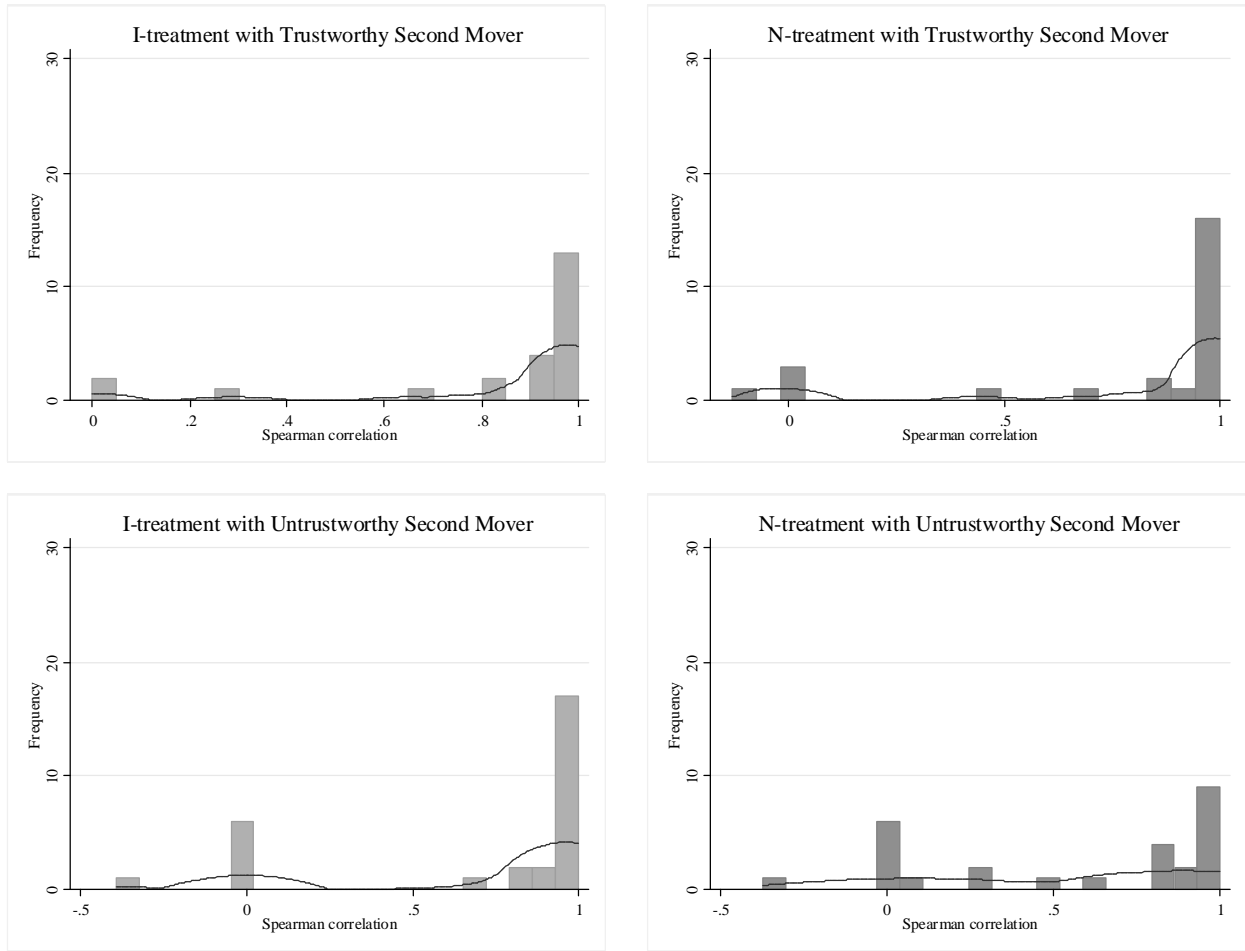 I-treatment with Trustworthy Second Mover
30
20
10
0
Frequency
0 .2 .4 .6 .8 1
Spearman correlation
N-treatment with Trustworthy Second Mover
30
20
10
0
Frequency
0 .5 1
Spearman correlation
I-treatment with Untrustworthy Second Mover
30
20
10
0
Frequency
-.5 0 .5 1
Spearman correlation
N-treatment with Untrustworthy Second Mover
30
20
10
0
Frequency
-.5 0 .5 1
Spearman correlation